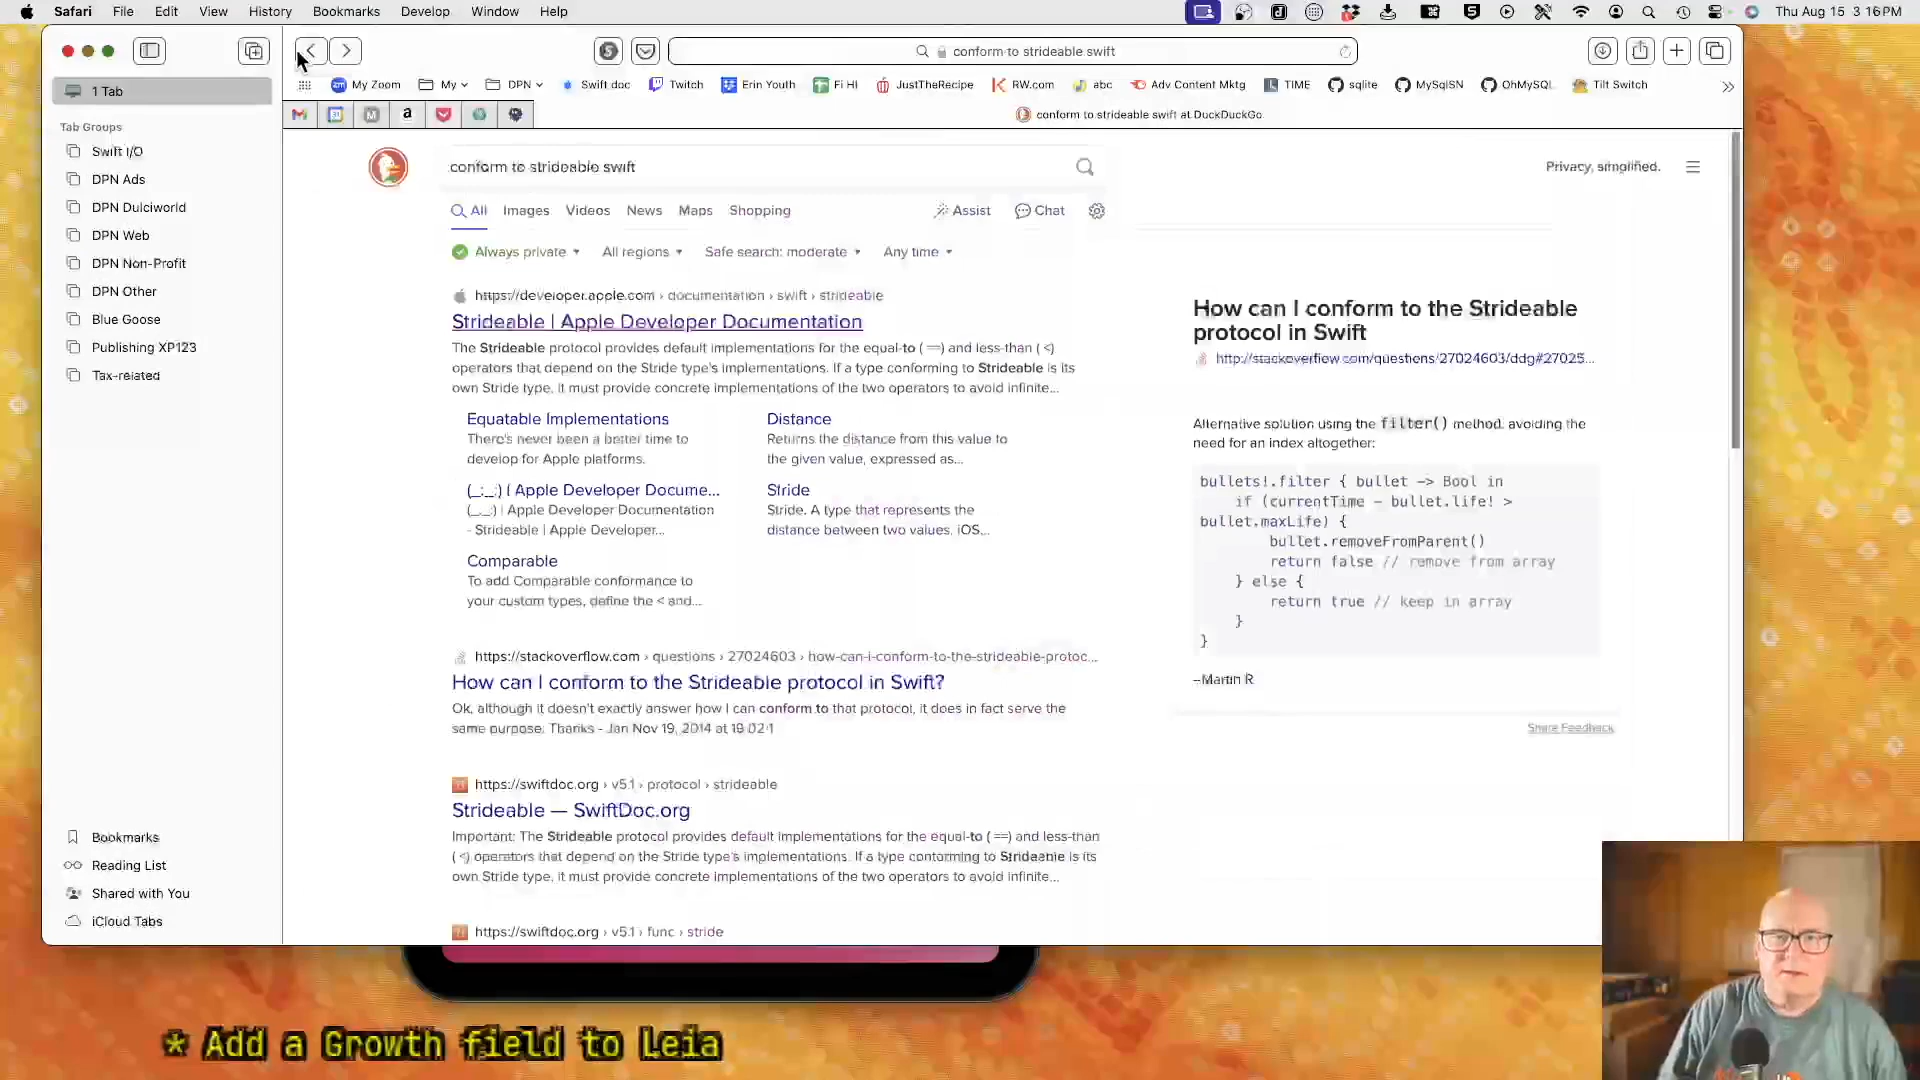 Safari File Edit View History Bookmarks Develop Window Help
Thu Aug 15 3:16 PM
conform to strideable swift
My Zoom My DPN Swift doc Twitch Erin Youth Fi HI JustTheRecipe RW.com abc Adv Content Mktg TIME sqlite MySqlSN OhMySQL Tilt Switch
conform to strideable swift at DuckDuckGo
1 Tab
Tab Groups
Swift I/O
DPN Ads
DPN Dulciworld
DPN Web
DPN Non-Profit
DPN Other
Blue Goose
Publishing XP123
Tax-related
Bookmarks
Reading List
Shared with You
iCloud Tabs
conform to strideable swift
Privacy, simplified.
All Images Videos News Maps Shopping Assist Chat
Always private All regions Safe search: moderate Any time
https://developer.apple.com › documentation › swift › strideable
Strideable | Apple Developer Documentation
The Strideable protocol provides default implementations for the equal-to (==) and less-than (<)
operators that depend on the Stride type's implementations. If a type conforming to Strideable is its
own Stride type, it must provide concrete implementations of the two operators to avoid infinite...
Equatable Implementations
There's never been a better time to
develop for Apple platforms.
Distance
Returns the distance from this value to
the given value, expressed as...
(_:_:) | Apple Developer Docume...
(_:_:) | Apple Developer Documentation
- Strideable | Apple Developer...
Stride
Stride. A type that represents the
distance between two values. iOS...
Comparable
To add Comparable conformance to
your custom types, define the < and...
https://stackoverflow.com › questions › 27024603 › how-can-i-conform-to-the-strideable-protoc...
How can I conform to the Strideable protocol in Swift?
Ok, although it doesn't exactly answer how I can conform to that protocol, it does in fact serve the
same purpose. Thanks - Jan Nov 19, 2014 at 19:02 1
https://swiftdoc.org › v5.1 › protocol › strideable
Strideable — SwiftDoc.org
Important: The Strideable protocol provides default implementations for the equal-to (==) and less-than
(<) operators that depend on the Stride type's implementations. If a type conforming to Strideable is its
own Stride type, it must provide concrete implementations of the two operators to avoid infinite...
https://swiftdoc.org › v5.1 › func › stride
How can I conform to the Strideable
protocol in Swift
http://stackoverflow.com/questions/27024603/ddg#27025...
Alternative solution using the filter() method, avoiding the
need for an index altogether:
bullets!.filter { bullet -> Bool in
if (currentTime - bullet.life! >
bullet.maxLife) {
bullet.removeFromParent()
return false // remove from array
} else {
return true // keep in array
}
}
–Martin R
Share Feedback
* Add a Growth field to Leia